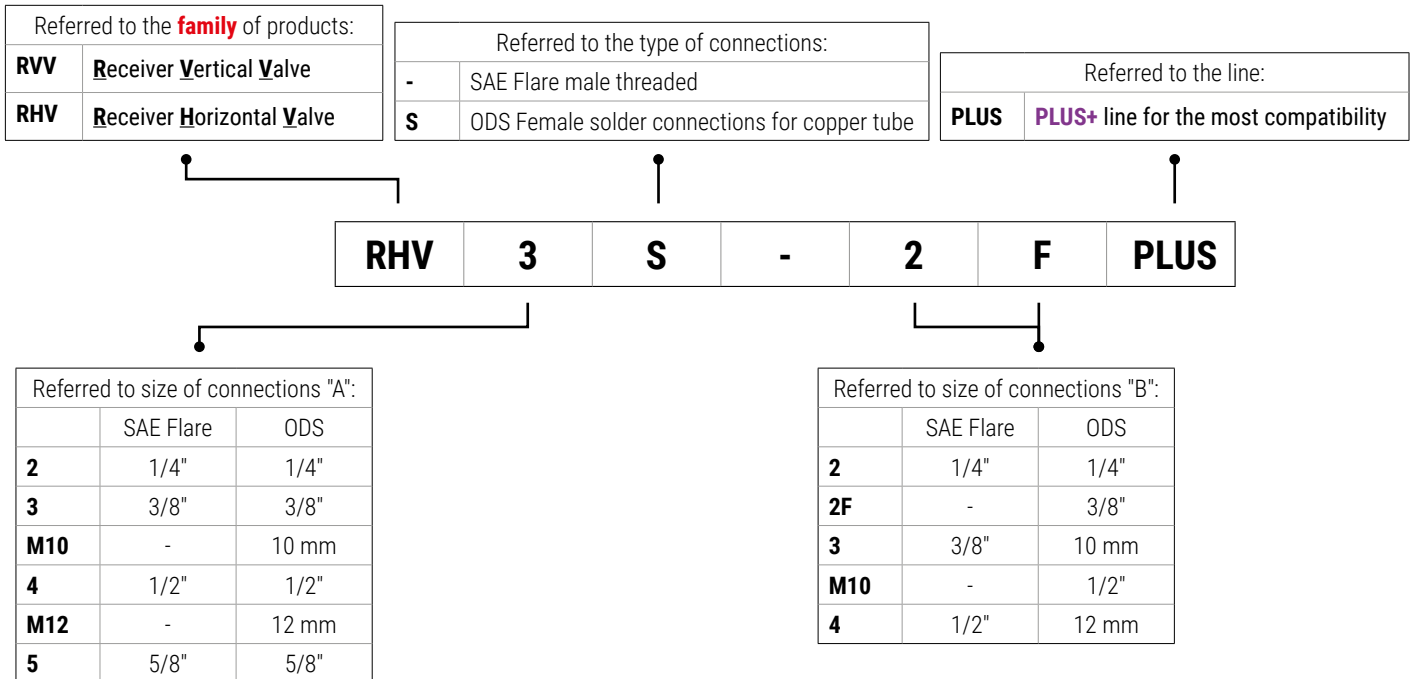 Referred to the family of products:
RVV Receiver Vertical Valve
RHV Receiver Horizontal Valve
Referred to the type of connections:
- SAE Flare male threaded
S ODS Female solder connections for copper tube
Referred to the line:
PLUS PLUS+ line for the most compatibility
RHV 3 S - 2 F PLUS
Referred to size of connections "A":
SAE Flare ODS
2 1/4" 1/4"
3 3/8" 3/8"
M10 - 10 mm
4 1/2" 1/2"
M12 - 12 mm
5 5/8" 5/8"
Referred to size of connections "B":
SAE Flare ODS
2 1/4" 1/4"
2F - 3/8"
3 3/8" 10 mm
M10 - 1/2"
4 1/2" 12 mm